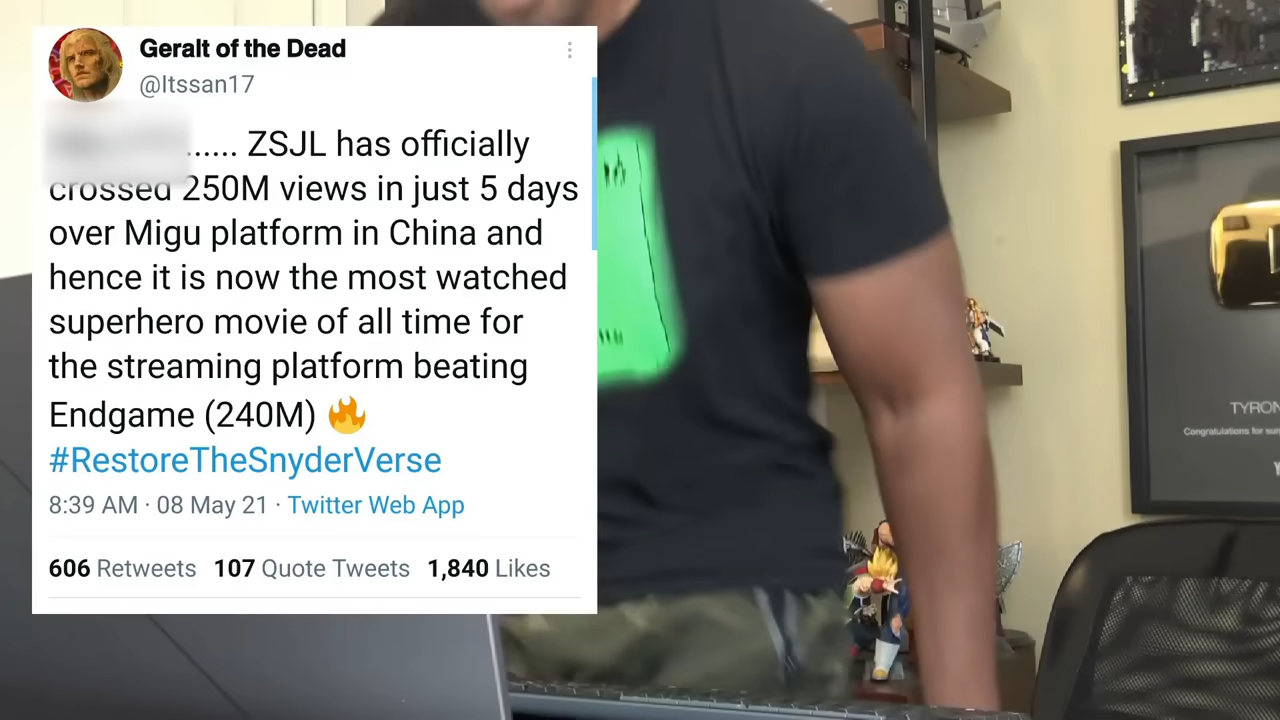 Geralt of the Dead
@Itssan17
...... ZSJL has officially
crossed 250M views in just 5 days
over Migu platform in China and
hence it is now the most watched
superhero movie of all time for
the streaming platform beating
Endgame (240M) 🔥
#RestoreTheSnyderVerse
8:39 AM · 08 May 21 · Twitter Web App
606 Retweets 107 Quote Tweets 1,840 Likes
TYRON
Congratulations for